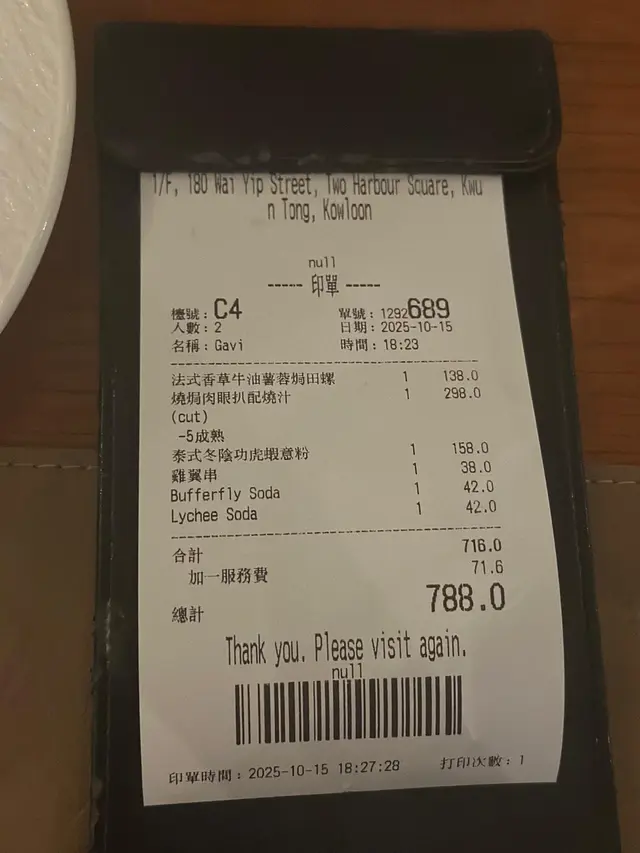 1/F, 180 Wai Yip Street, Two Harbour Square, Kwu
n Tong, Kowloon
null
----- 印單 -----
檯號：C4 單號：1292689
人數：2 日期：2025-10-15
名稱：Gavi 時間：18:23
法式香草牛油薯蓉焗田螺 1 138.0
燒焗肉眼扒配燒汁 1 298.0
(cut)
-5成熟
泰式冬陰功虎蝦意粉 1 158.0
雞翼串 1 38.0
Bufferfly Soda 1 42.0
Lychee Soda 1 42.0
合計 716.0
加一服務費 71.6
總計 788.0
Thank you. Please visit again.
null
印單時間：2025-10-15 18:27:28 打印次數：1